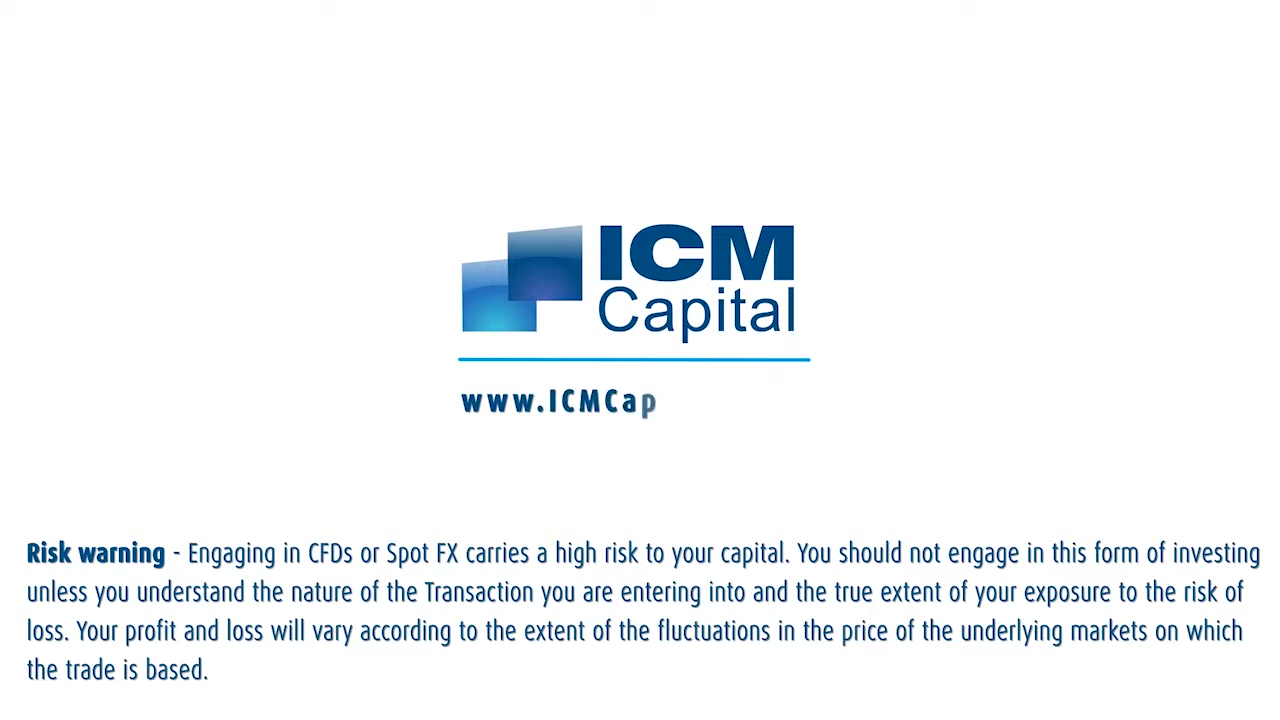 ICM
Capital
www.ICMCap
Risk warning - Engaging in CFDs or Spot FX carries a high risk to your capital. You should not engage in this form of investing
unless you understand the nature of the Transaction you are entering into and the true extent of your exposure to the risk of
loss. Your profit and loss will vary according to the extent of the fluctuations in the price of the underlying markets on which
the trade is based.